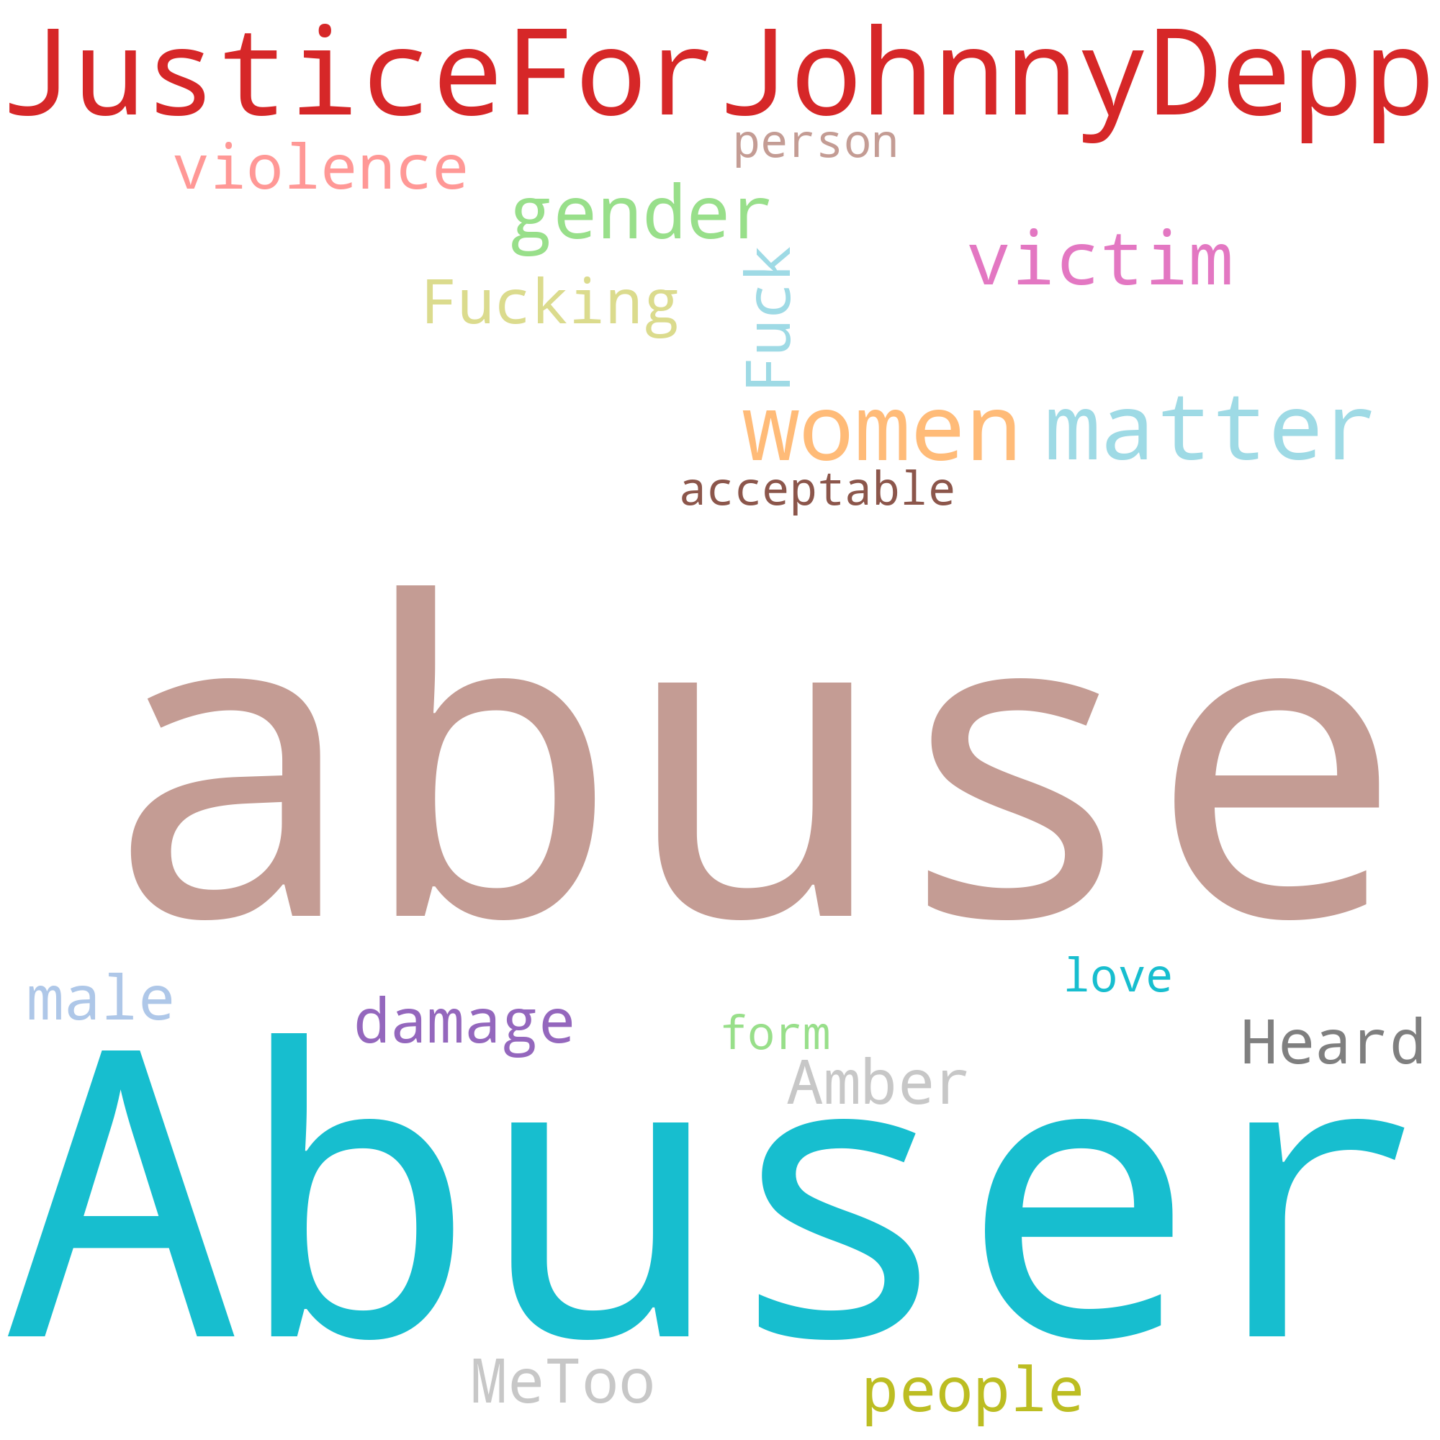 JusticeForJohnnyDepp
person
violence
gender
victim
Fucking
Fuck
women matter
acceptable
abuse
love
male
damage
form
Heard
Amber
Abuser
MeToo
people